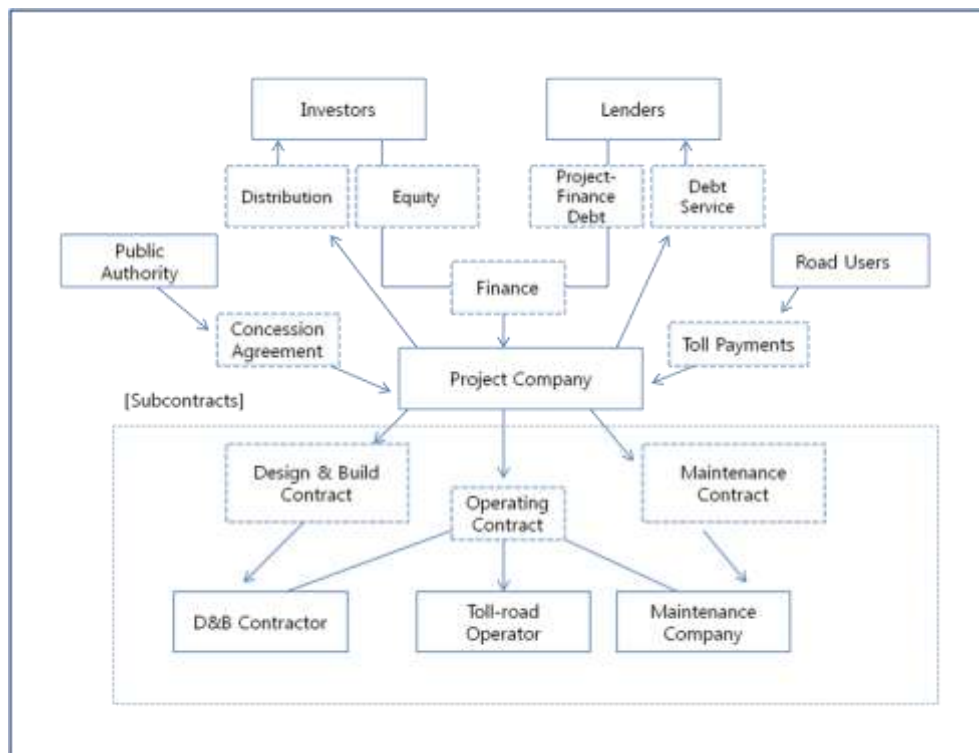 Investors
Lenders
Distribution
Equity
Project-
Finance
Debt
Debt
Service
Public
Authority
Finance
Road Users
Concession
Agreement
Toll Payments
Project Company
[Subcontracts]
Design & Build
Contract
Operating
Contract
Maintenance
Contract
D&B Contractor
Toll-road
Operator
Maintenance
Company